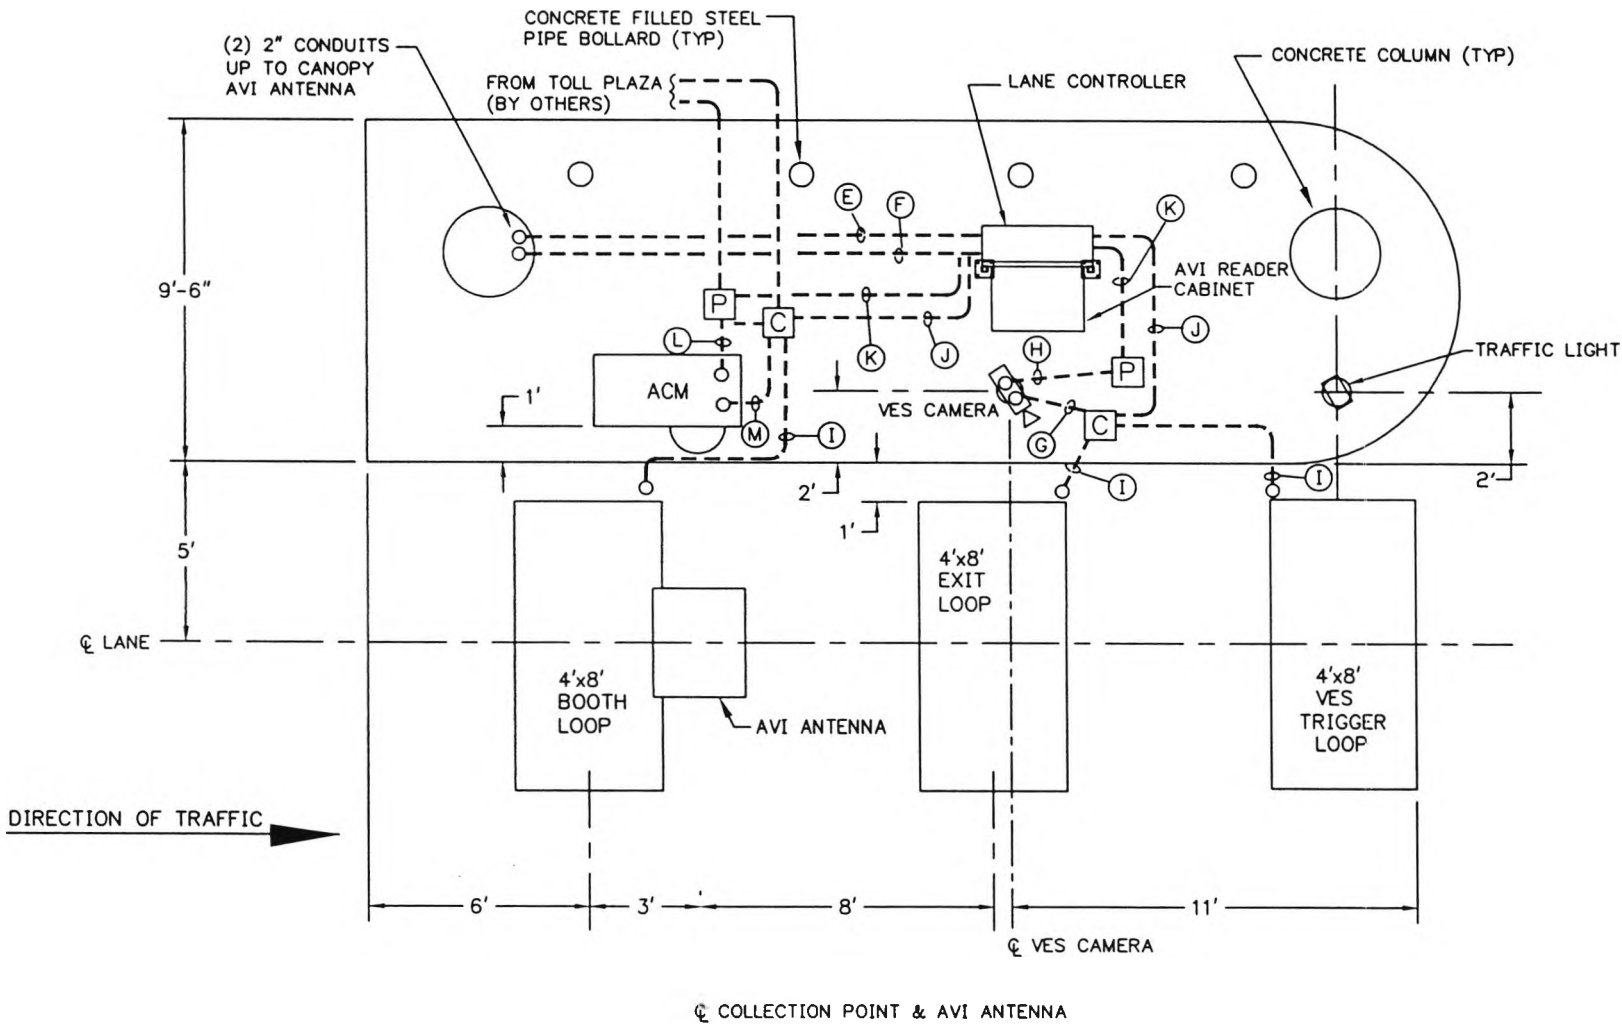 CONCRETE FILLED STEEL
PIPE BOLLARD (TYP)
(2) 2" CONDUITS
UP TO CANOPY
AVI ANTENNA
FROM TOLL PLAZA
(BY OTHERS)
LANE CONTROLLER
CONCRETE COLUMN (TYP)
E
F
K
9'-6"
AVI READER
CABINET
P
C
L
K
J
H
J
P
TRAFFIC LIGHT
ACM
1'
VES CAMERA
M
I
G
C
2'
1'
I
I
2'
5'
4'x8'
EXIT
LOOP
℄ LANE
4'x8'
BOOTH
LOOP
AVI ANTENNA
4'x8'
VES
TRIGGER
LOOP
DIRECTION OF TRAFFIC
6'
3'
8'
11'
℄ VES CAMERA
℄ COLLECTION POINT & AVI ANTENNA